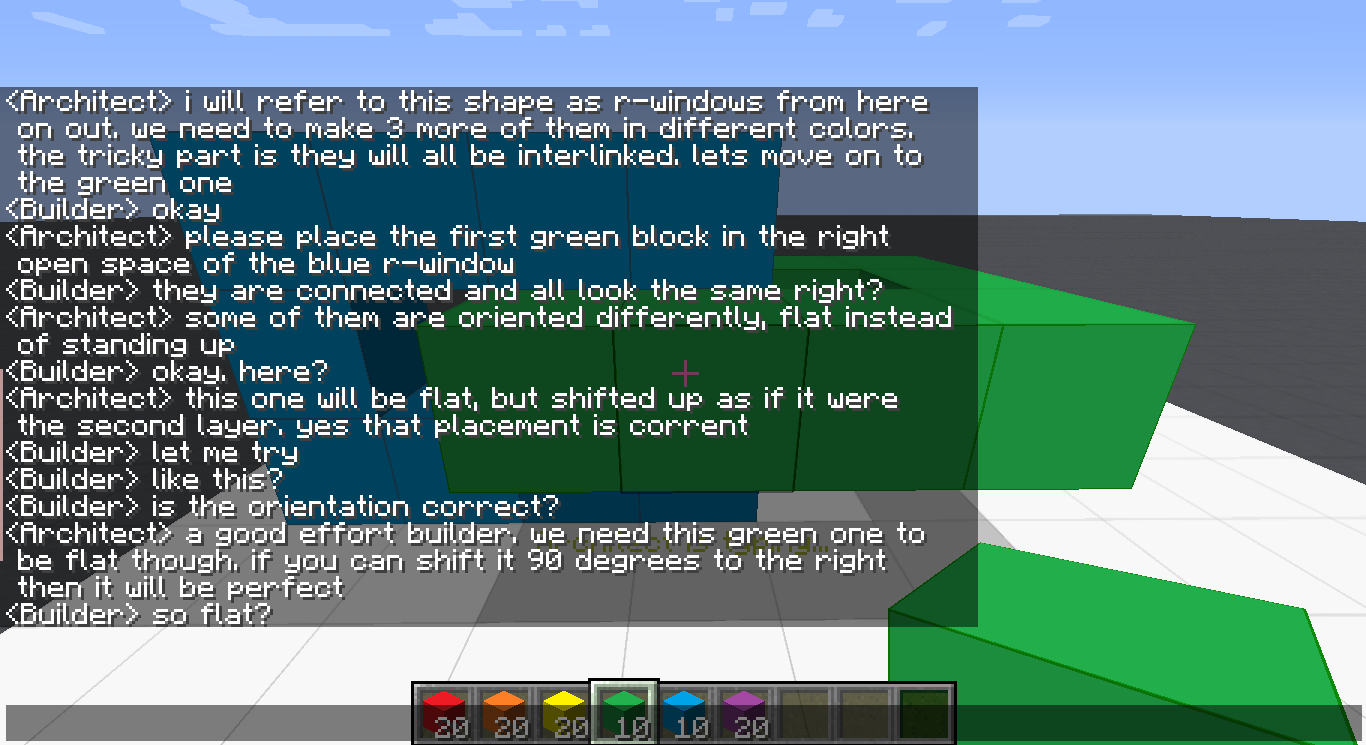 <Architect> i will refer to this shape as r-windows from here
on out. we need to make 3 more of them in different colors.
the tricky part is they will all be interlinked. lets move on to
the green one
<Builder> okay
<Architect> please place the first green block in the right
open space of the blue r-window
<Builder> they are connected and all look the same right?
<Architect> some of them are oriented differently, flat instead
of standing up
<Builder> okay. here?
<Architect> this one will be flat, but shifted up as if it were
the second layer. yes that placement is corrent
<Builder> let me try
<Builder> like this?
<Builder> is the orientation correct?
<Architect> a good effort builder. we need this green one to
be flat though. if you can shift it 90 degrees to the right
then it will be perfect
<Builder> so flat?
Architect is typing...
20 20 20 10 10 20